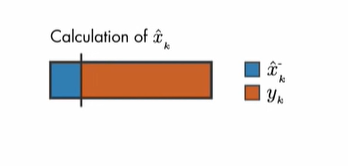 Calculation of x̂ₖ
x̂ₖ⁻
yₖ